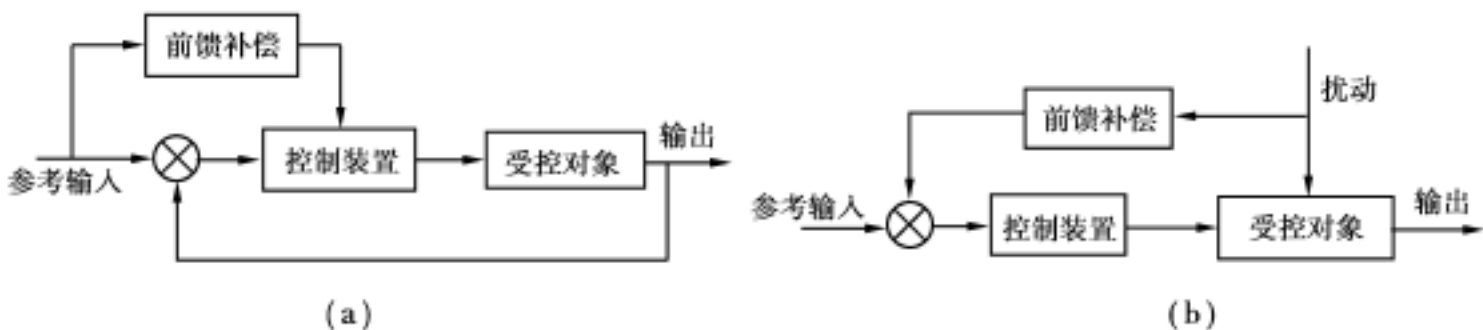 前馈补偿
控制装置
受控对象
输出
参考输入
(a)
扰动
前馈补偿
参考输入
控制装置
受控对象
输出
(b)